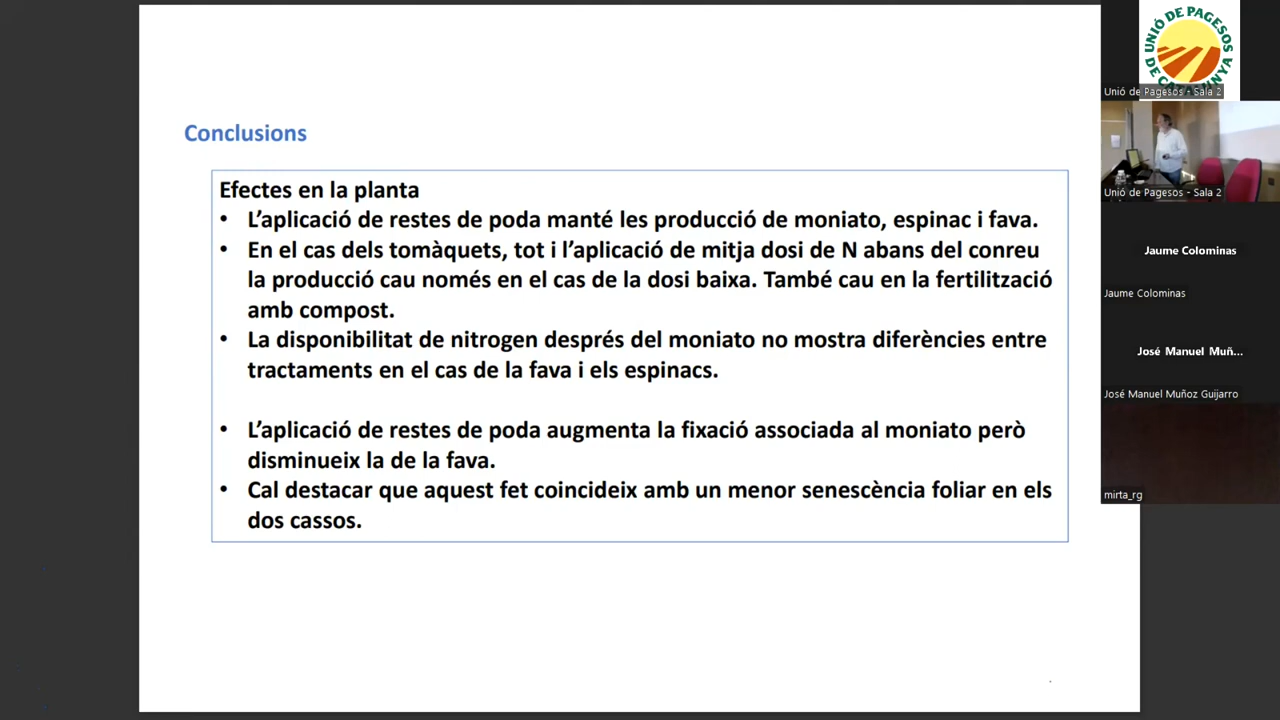 Conclusions
Efectes en la planta
• L’aplicació de restes de poda manté les producció de moniato, espinac i fava.
• En el cas dels tomàquets, tot i l’aplicació de mitja dosi de N abans del conreu
la producció cau només en el cas de la dosi baixa. També cau en la fertilització
amb compost.
• La disponibilitat de nitrogen després del moniato no mostra diferències entre
tractaments en el cas de la fava i els espinacs.
• L’aplicació de restes de poda augmenta la fixació associada al moniato però
disminueix la de la fava.
• Cal destacar que aquest fet coincideix amb un menor senescència foliar en els
dos cassos.
UNIÓ DE PAGESOS
DE CATALUNYA
Unió de Pagesos - Sala 2
Unió de Pagesos - Sala 2
Jaume Colominas
Jaume Colominas
José Manuel Muñ...
José Manuel Muñoz Guijarro
mirta_rg